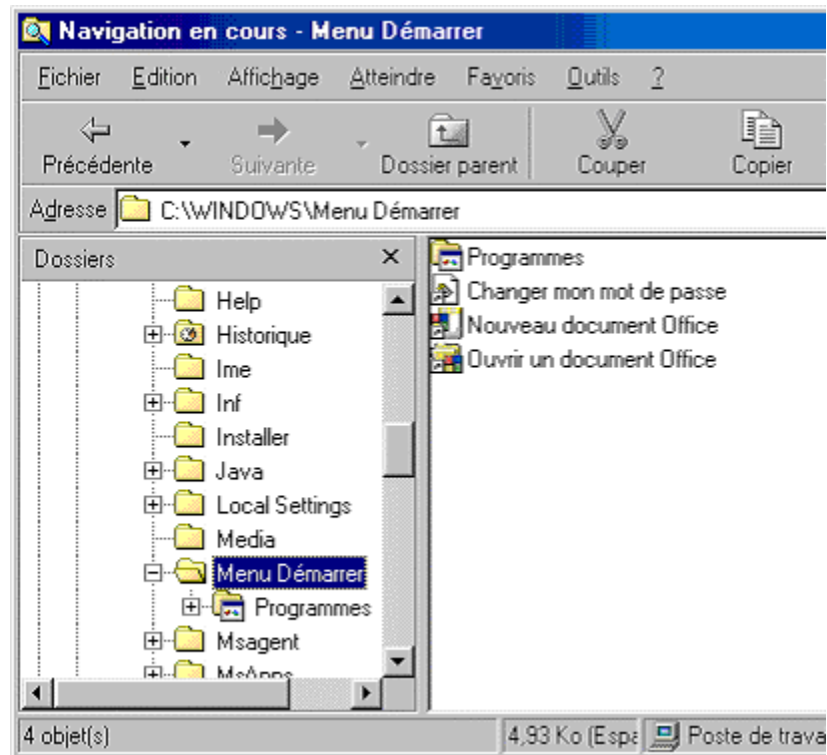 Navigation en cours - Menu Démarrer
Fichier Edition Affichage Atteindre Favoris Outils ?
Précédente Suivante Dossier parent Couper Copier
Adresse C:\WINDOWS\Menu Démarrer
Dossiers
Help
Historique
Ime
Inf
Installer
Java
Local Settings
Media
Menu Démarrer
Programmes
Msagent
MsApps
Programmes
Changer mon mot de passe
Nouveau document Office
Ouvrir un document Office
4 objet(s) 4,93 Ko (Espa Poste de trava